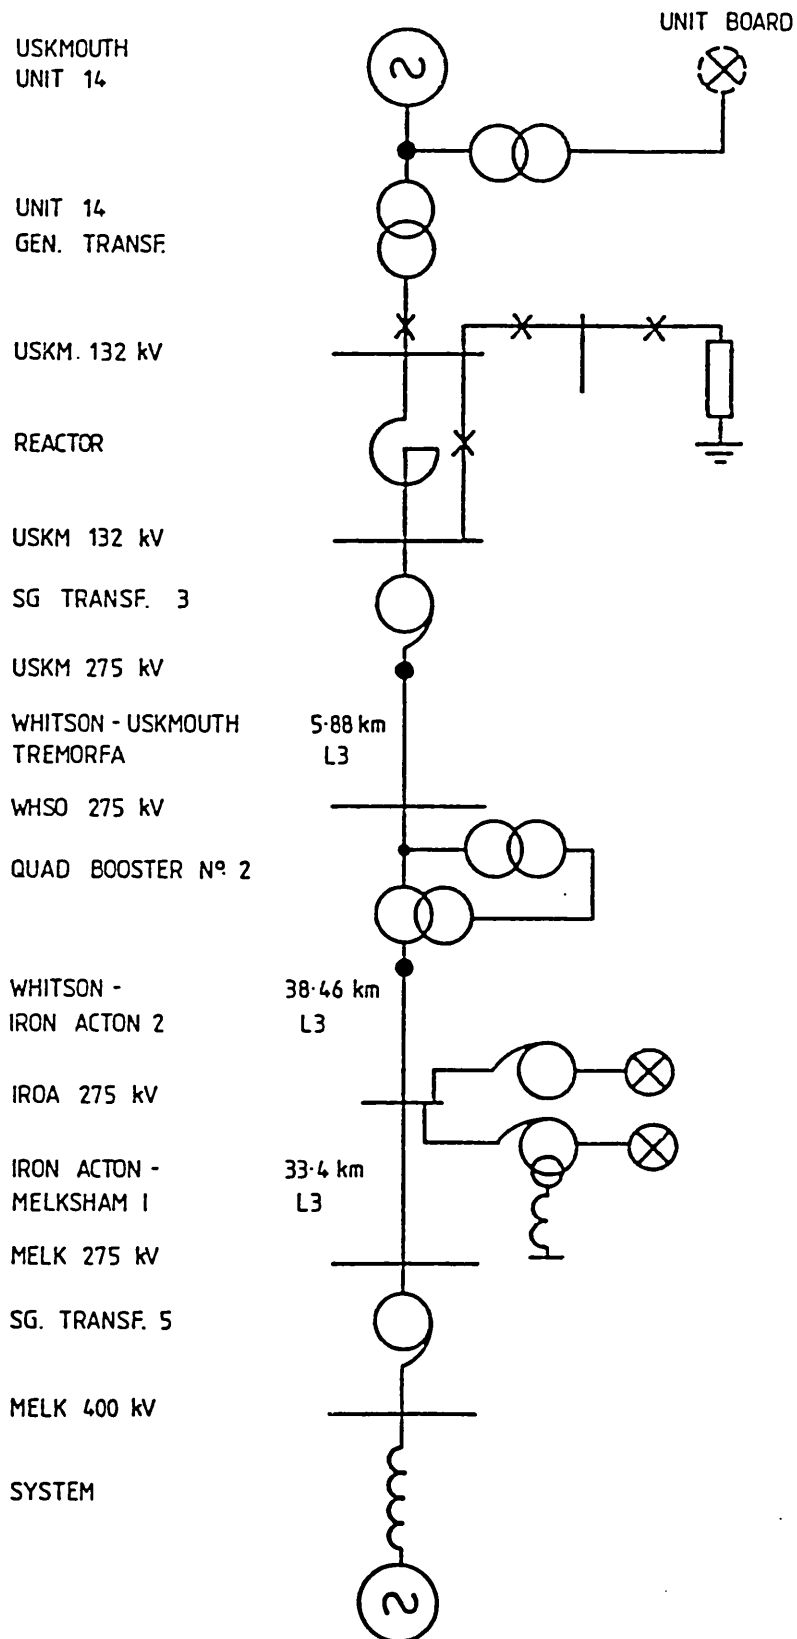 UNIT BOARD
USKMOUTH
UNIT 14
UNIT 14
GEN. TRANSF.
USKM. 132 kV
REACTOR
USKM 132 kV
SG TRANSF. 3
USKM 275 kV
WHITSON - USKMOUTH 5·88 km
TREMORFA L3
WHSO 275 kV
QUAD BOOSTER Nº 2
WHITSON - 38·46 km
IRON ACTON 2 L3
IROA 275 kV
IRON ACTON - 33·4 km
MELKSHAM 1 L3
MELK 275 kV
SG. TRANSF. 5
MELK 400 kV
SYSTEM